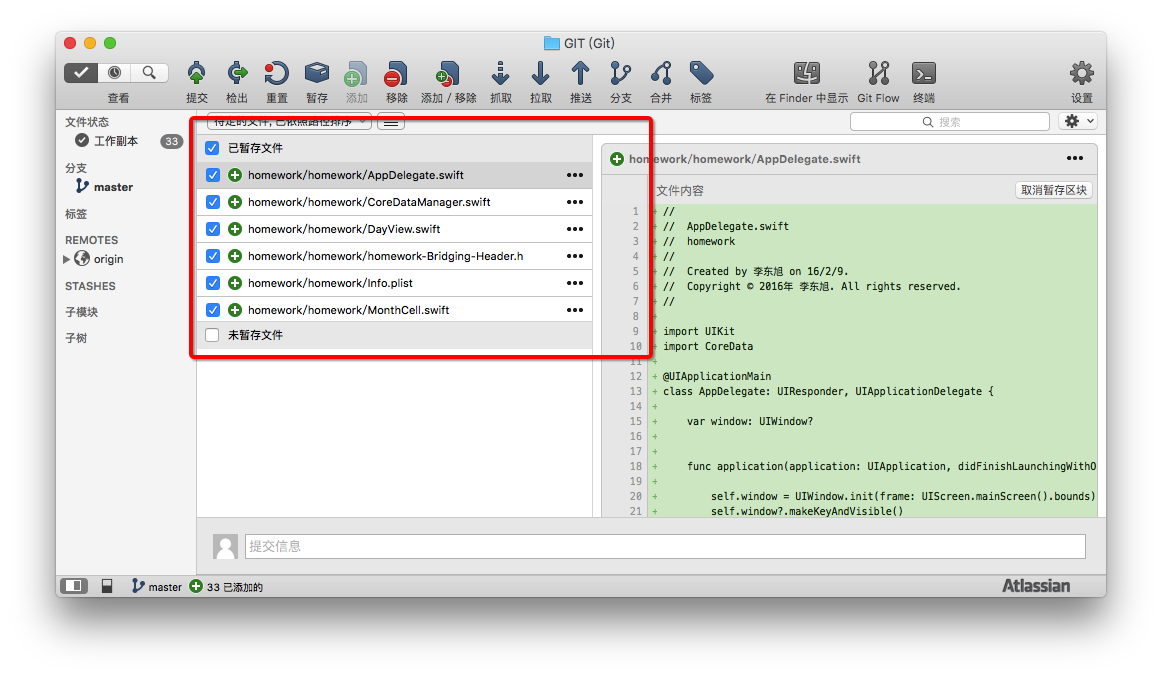 GIT (Git)
查看
提交
检出
重置
暂存
添加
移除
添加 / 移除
抓取
拉取
推送
分支
合并
标签
在 Finder 中显示
Git Flow
终端
设置
文件状态
工作副本
33
分支
master
标签
REMOTES
origin
STASHES
子模块
子树
待定的文件, 已依照路径排序
搜索
已暂存文件
homework/homework/AppDelegate.swift
homework/homework/CoreDataManager.swift
homework/homework/DayView.swift
homework/homework/homework-Bridging-Header.h
homework/homework/Info.plist
homework/homework/MonthCell.swift
未暂存文件
homework/homework/AppDelegate.swift
文件内容
取消暂存区块
1 + //
2 + //  AppDelegate.swift
3 + //  homework
4 + //
5 + //  Created by 李东旭 on 16/2/9.
6 + //  Copyright © 2016年 李东旭. All rights reserved.
7 + //
8 +
9 + import UIKit
10 + import CoreData
11 +
12 + @UIApplicationMain
13 + class AppDelegate: UIResponder, UIApplicationDelegate {
14 +
15 +     var window: UIWindow?
16 +
17 +
18 +     func application(application: UIApplication, didFinishLaunchingWithO
19 +
20 +         self.window = UIWindow.init(frame: UIScreen.mainScreen().bounds)
21 +         self.window?.makeKeyAndVisible()
提交信息
master
33 已添加的
Atlassian